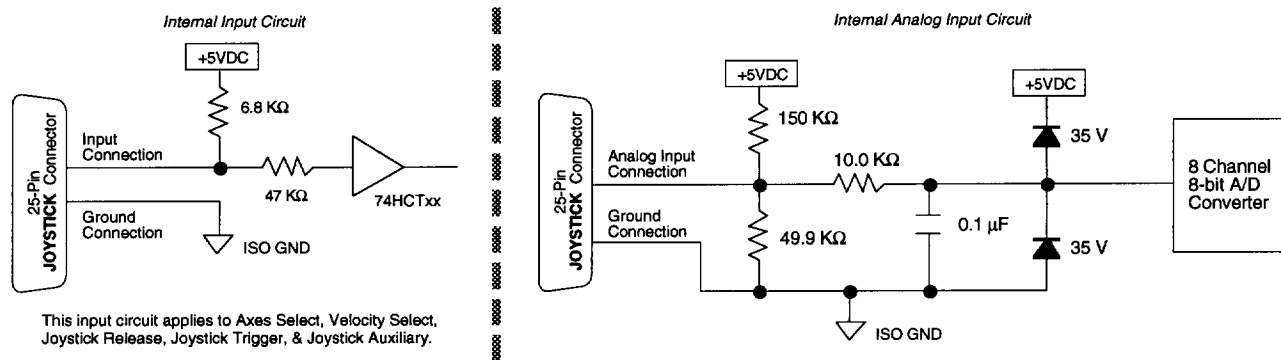 Internal Input Circuit
+5VDC
6.8 KΩ
Input
Connection
25-Pin
JOYSTICK Connector
47 KΩ
74HCTxx
Ground
Connection
ISO GND
This input circuit applies to Axes Select, Velocity Select,
Joystick Release, Joystick Trigger, & Joystick Auxiliary.
Internal Analog Input Circuit
+5VDC
+5VDC
150 KΩ
35 V
Analog Input
Connection
10.0 KΩ
25-Pin
JOYSTICK Connector
8 Channel
8-bit A/D
Converter
Ground
Connection
49.9 KΩ
0.1 µF
35 V
ISO GND